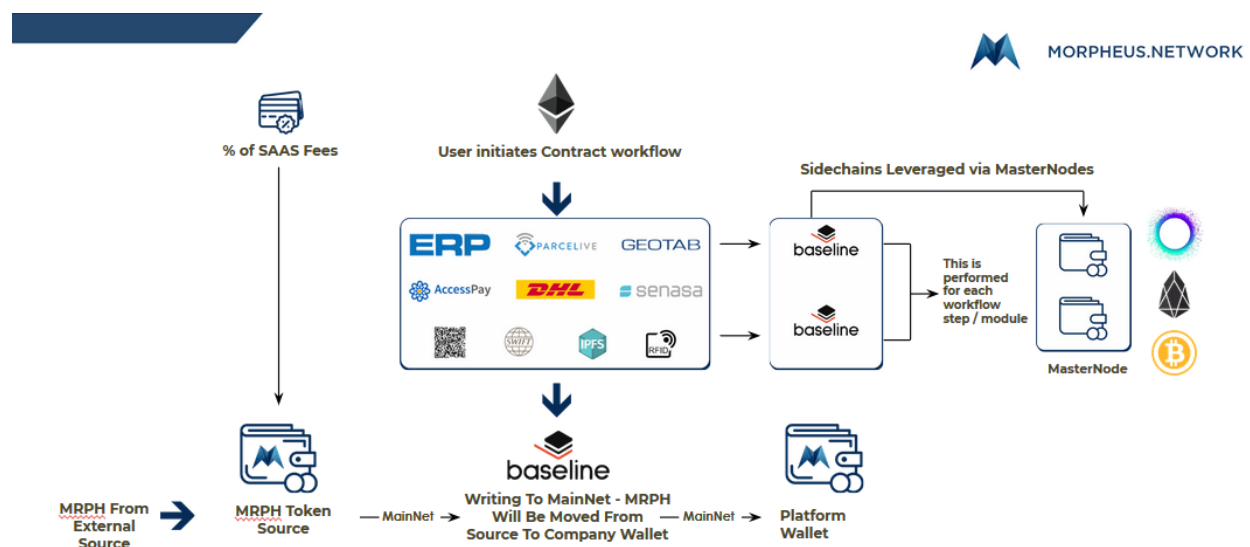 MORPHEUS.NETWORK
% of SAAS Fees
User initiates Contract workflow
Sidechains Leveraged via MasterNodes
ERP
PARCELIVE
GEOTAB
AccessPay
DHL
senasa
SWIFT
IPFS
RFID
baseline
baseline
This is
performed
for each
workflow
step / module
MasterNode
MRPH From
External
Source
MRPH Token
Source
MainNet
baseline
Writing To MainNet - MRPH
Will Be Moved From
Source To Company Wallet
MainNet
Platform
Wallet